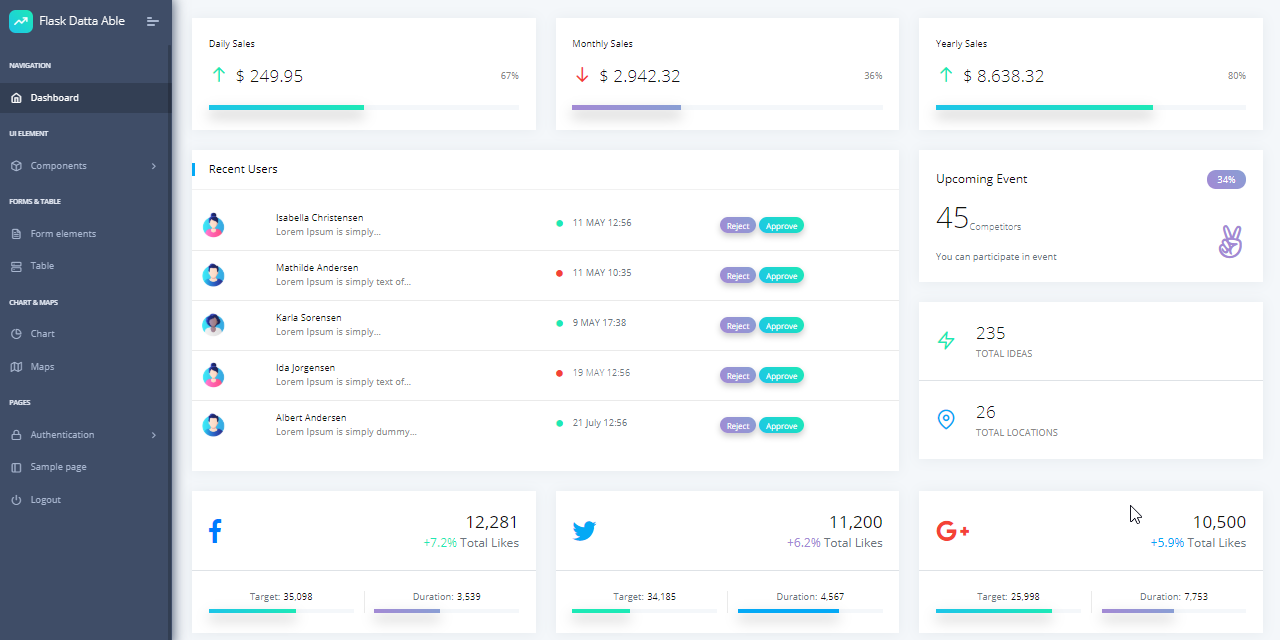 Flask Datta Able
NAVIGATION
Dashboard
UI ELEMENT
Components
FORMS & TABLE
Form elements
Table
CHART & MAPS
Chart
Maps
PAGES
Authentication
Sample page
Logout
Daily Sales
$ 249.95
67%
Monthly Sales
$ 2.942.32
36%
Yearly Sales
$ 8.638.32
80%
Recent Users
Isabella Christensen
Lorem Ipsum is simply...
11 MAY 12:56
Reject Approve
Mathilde Andersen
Lorem Ipsum is simply text of...
11 MAY 10:35
Reject Approve
Karla Sorensen
Lorem Ipsum is simply...
9 MAY 17:38
Reject Approve
Ida Jorgensen
Lorem Ipsum is simply text of...
19 MAY 12:56
Reject Approve
Albert Andersen
Lorem Ipsum is simply dummy...
21 July 12:56
Reject Approve
Upcoming Event
34%
45 Competitors
You can participate in event
235
TOTAL IDEAS
26
TOTAL LOCATIONS
12,281
+7.2% Total Likes
Target: 35,098
Duration: 3,539
11,200
+6.2% Total Likes
Target: 34,185
Duration: 4,567
G+
10,500
+5.9% Total Likes
Target: 25,998
Duration: 7,753